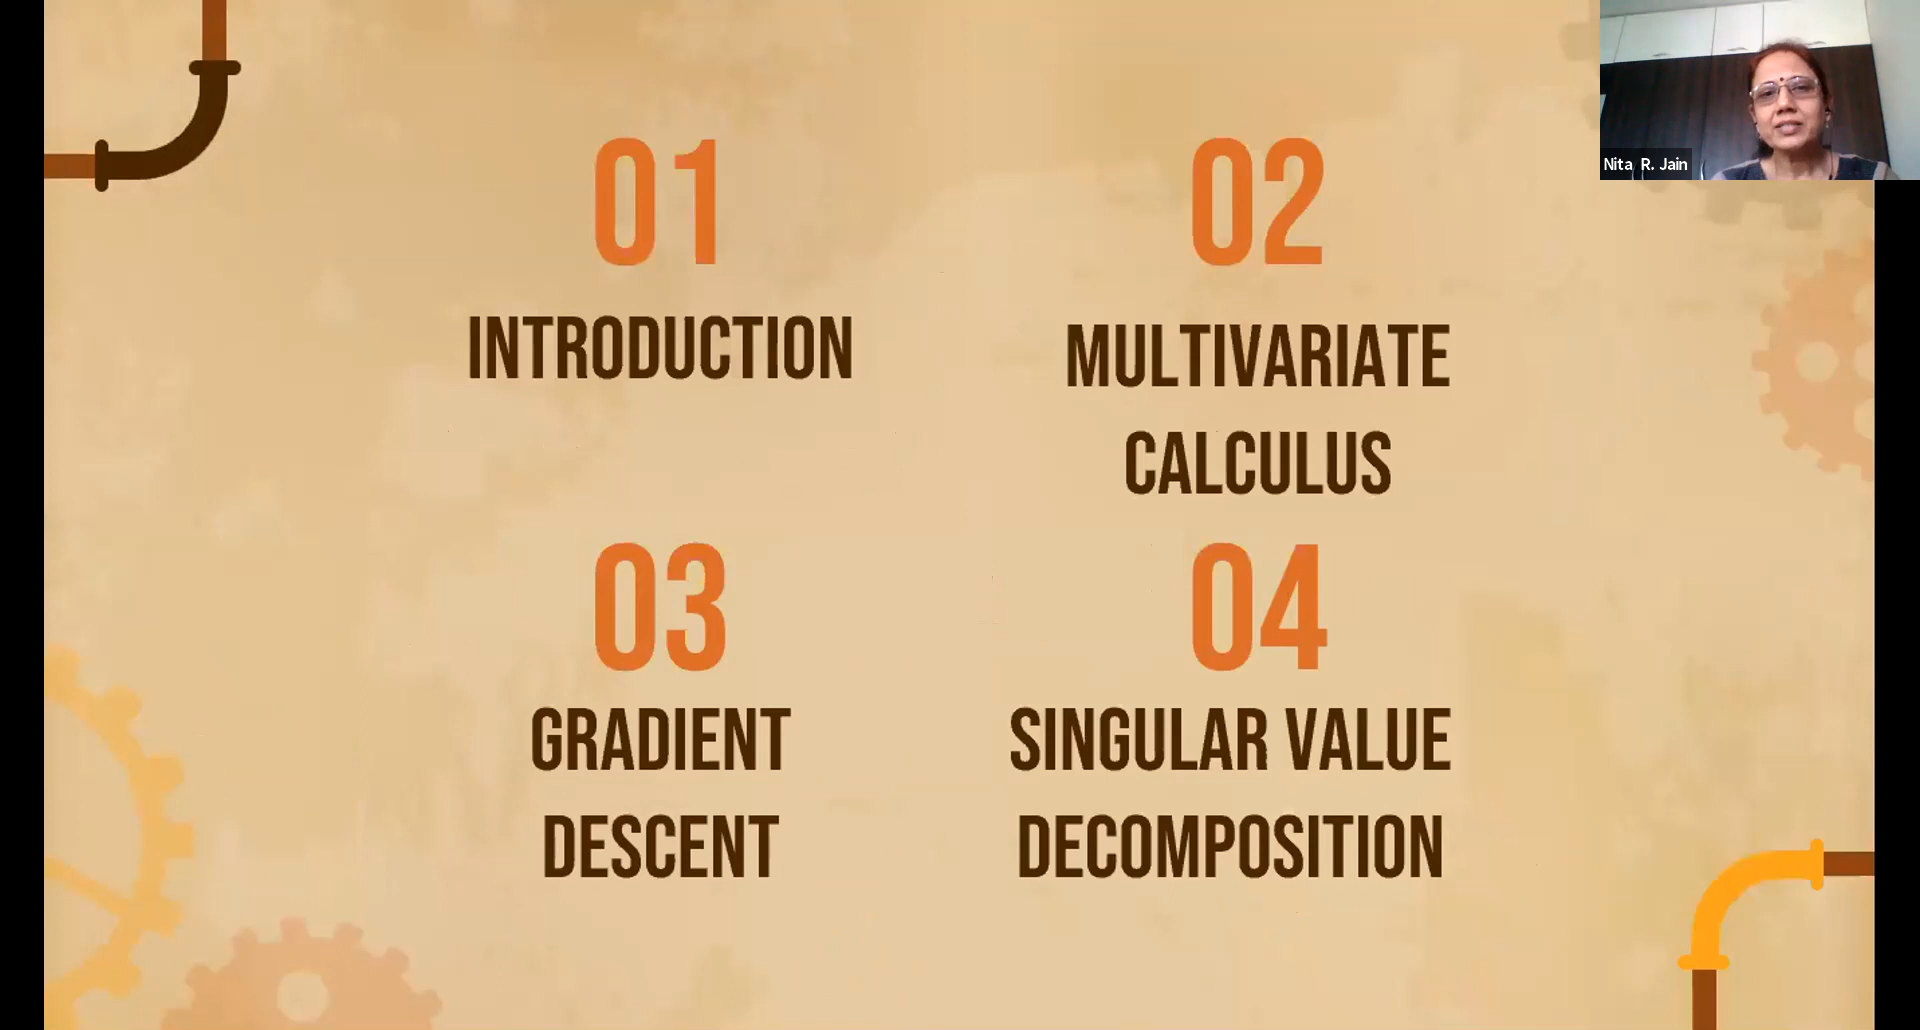 01
INTRODUCTION
02
MULTIVARIATE
CALCULUS
03
GRADIENT
DESCENT
04
SINGULAR VALUE
DECOMPOSITION
Nita R. Jain